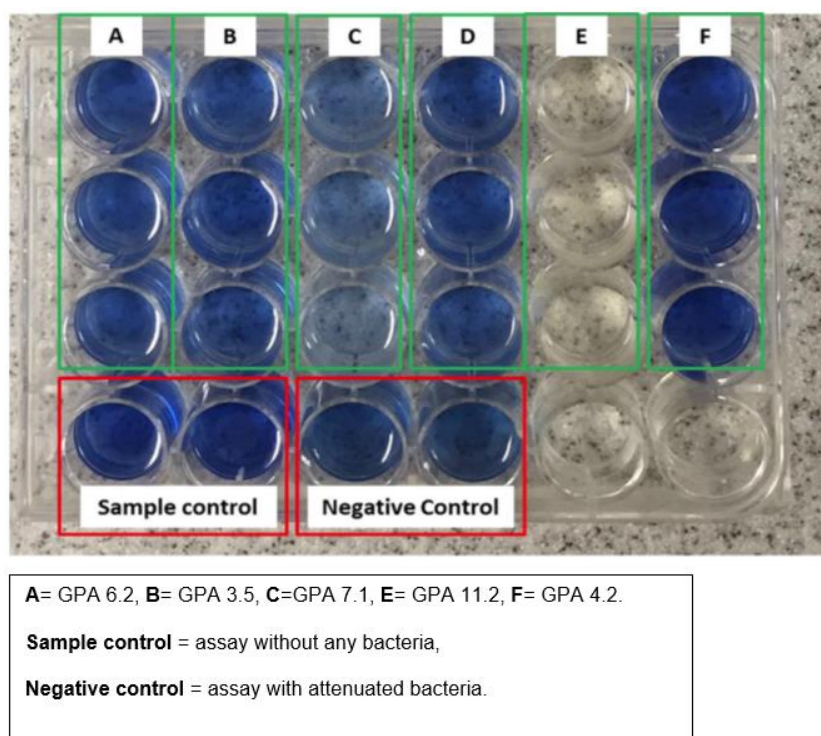 A B C D E F
Sample control Negative Control
A= GPA 6.2, B= GPA 3.5, C=GPA 7.1, E= GPA 11.2, F= GPA 4.2.
Sample control = assay without any bacteria,
Negative control = assay with attenuated bacteria.